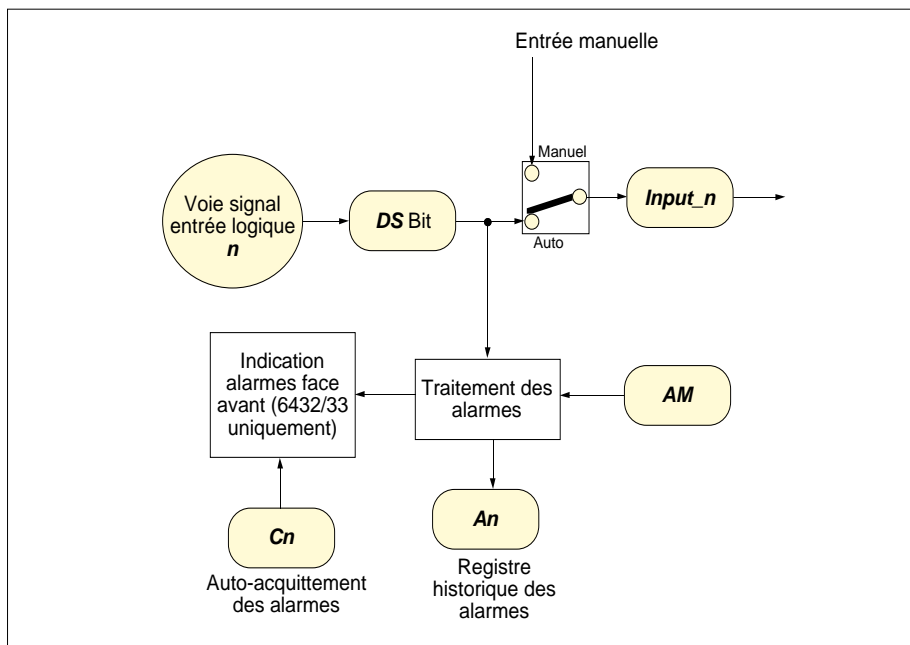 Entrée manuelle
Manuel
Voie signal
entrée logique
n
DS Bit
Input_n
Auto
Indication
alarmes face
avant (6432/33
uniquement)
Traitement des
alarmes
AM
Cn
An
Auto-acquittement
des alarmes
Registre
historique des
alarmes